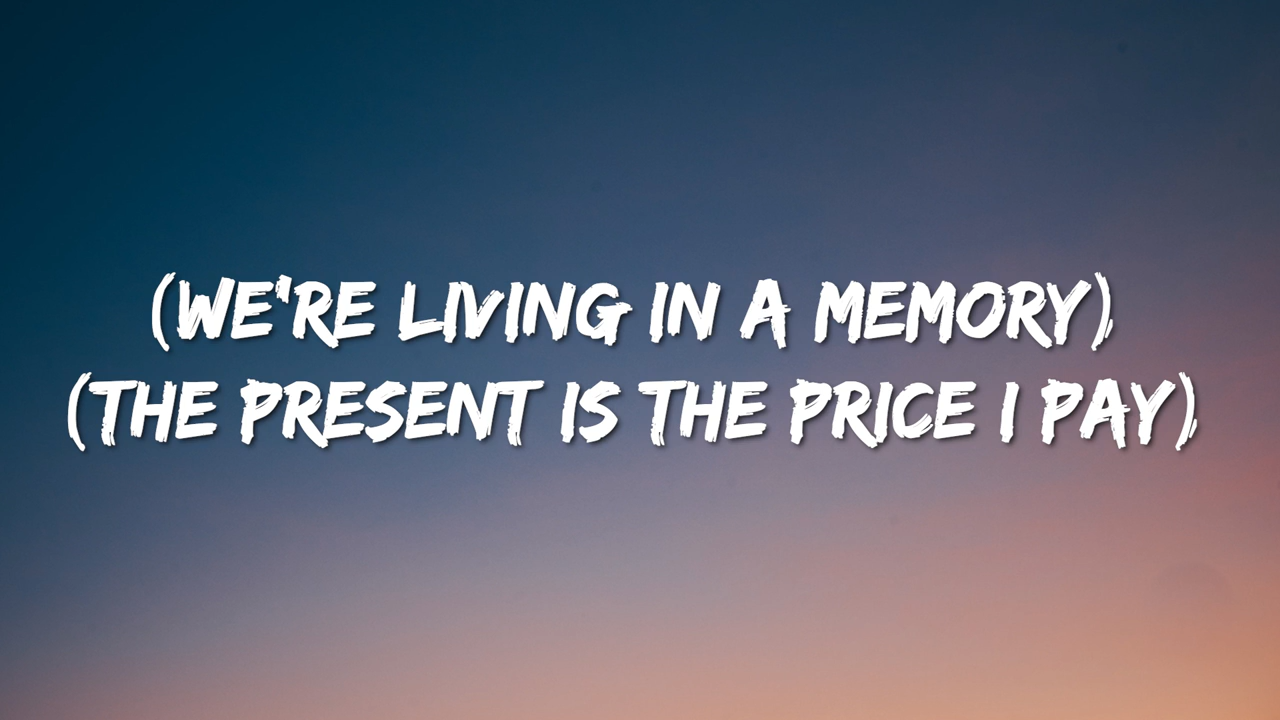 (WE'RE LIVING IN A MEMORY)
(THE PRESENT IS THE PRICE I PAY)